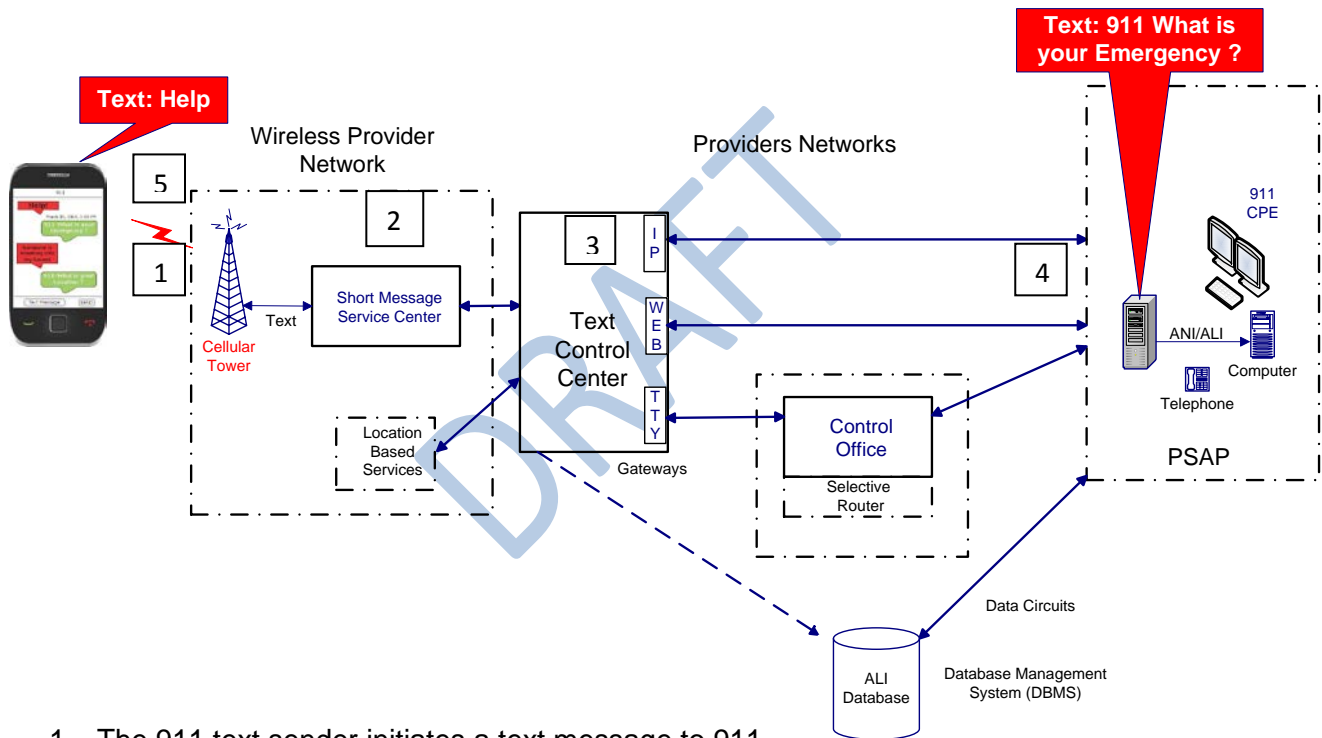 Text: 911 What is
your Emergency ?
Text: Help
Wireless Provider
Network
Providers Networks
5
2
3
I
P
911
CPE
1
4
Short Message
Service Center
Text
Text
Control
Center
W
E
B
ANI/ALI
Computer
Cellular
Tower
Telephone
T
T
Y
Control
Office
Location
Based
Services
PSAP
Gateways
Selective
Router
DRAFT
Data Circuits
ALI
Database
Database Management
System (DBMS)
1. The 911 text sender initiates a text message to 911